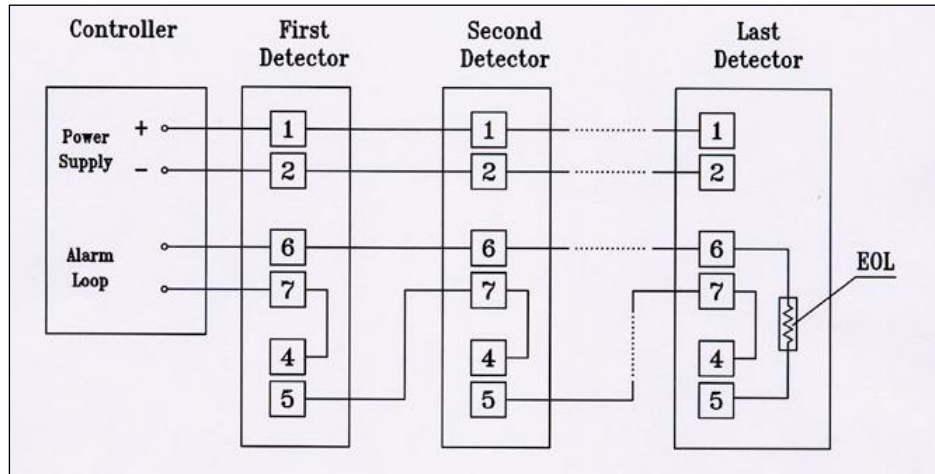 Controller
First
Detector
Second
Detector
Last
Detector
Power
Supply
+
-
Alarm
Loop
1
2
6
7
4
5
1
2
6
7
4
5
1
2
6
7
4
5
EOL